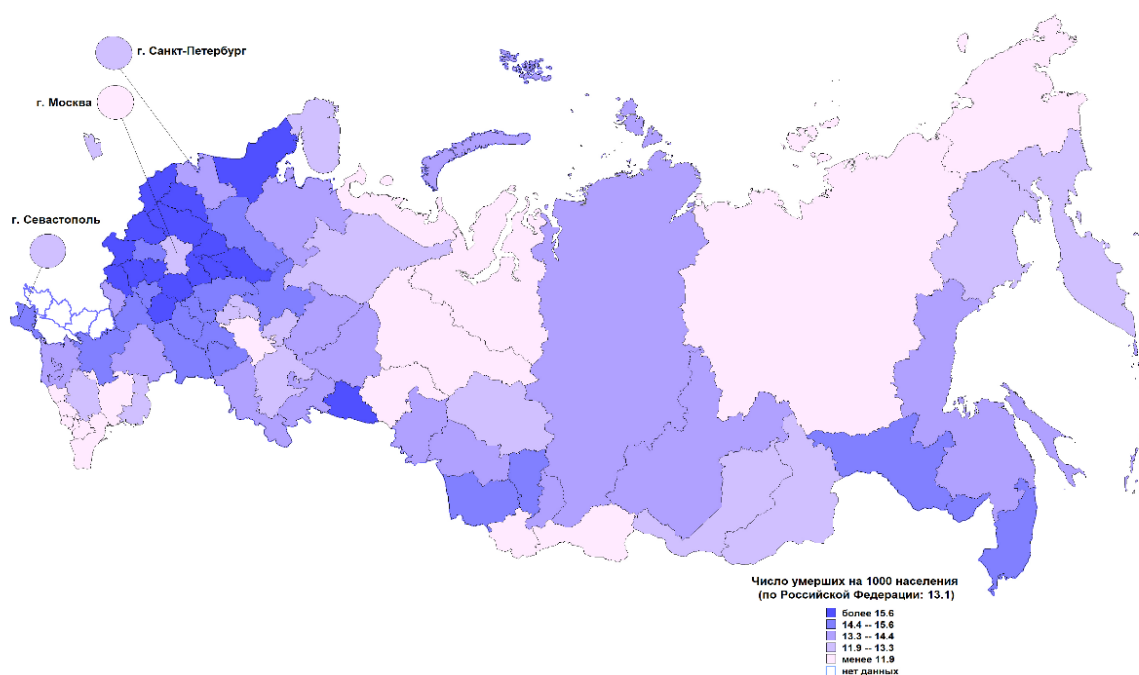 г. Санкт-Петербург
г. Москва
г. Севастополь
Число умерших на 1000 населения
(по Российской Федерации: 13.1)
более 15.6
14.4 -- 15.6
13.3 -- 14.4
11.9 -- 13.3
менее 11.9
нет данных